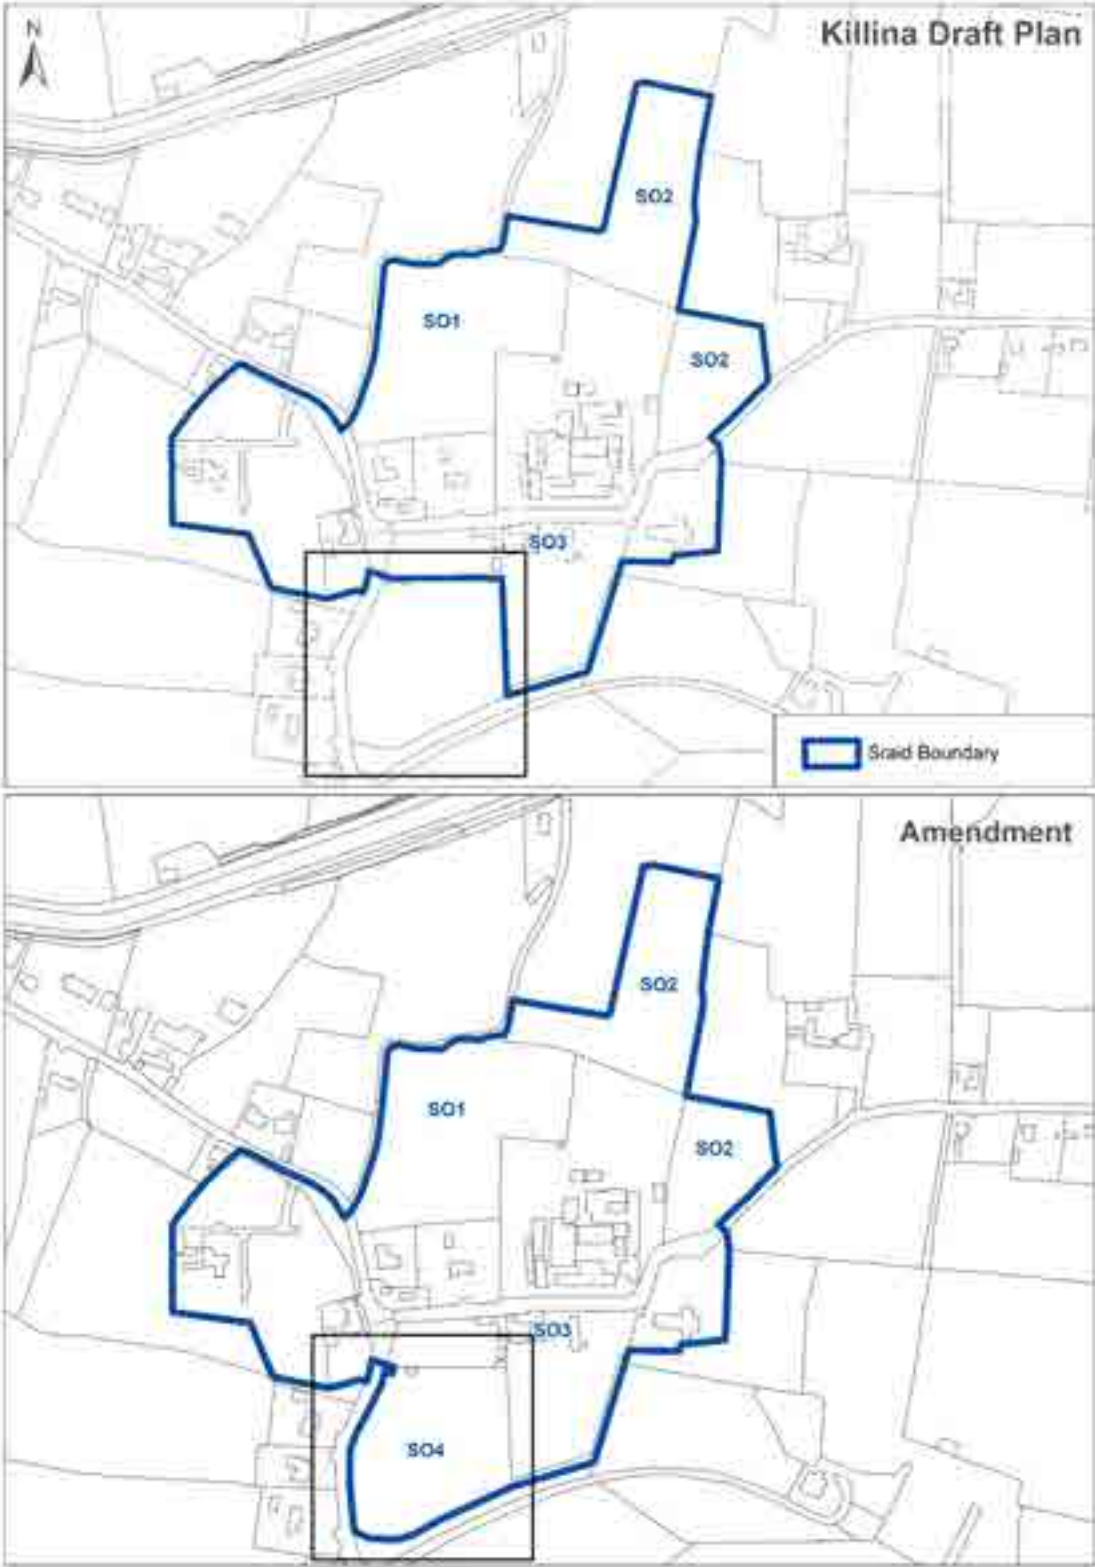 N
Killina Draft Plan
SO2
SO1
SO2
SO3
Sraid Boundary
Amendment
SO2
SO1
SO2
SO3
SO4